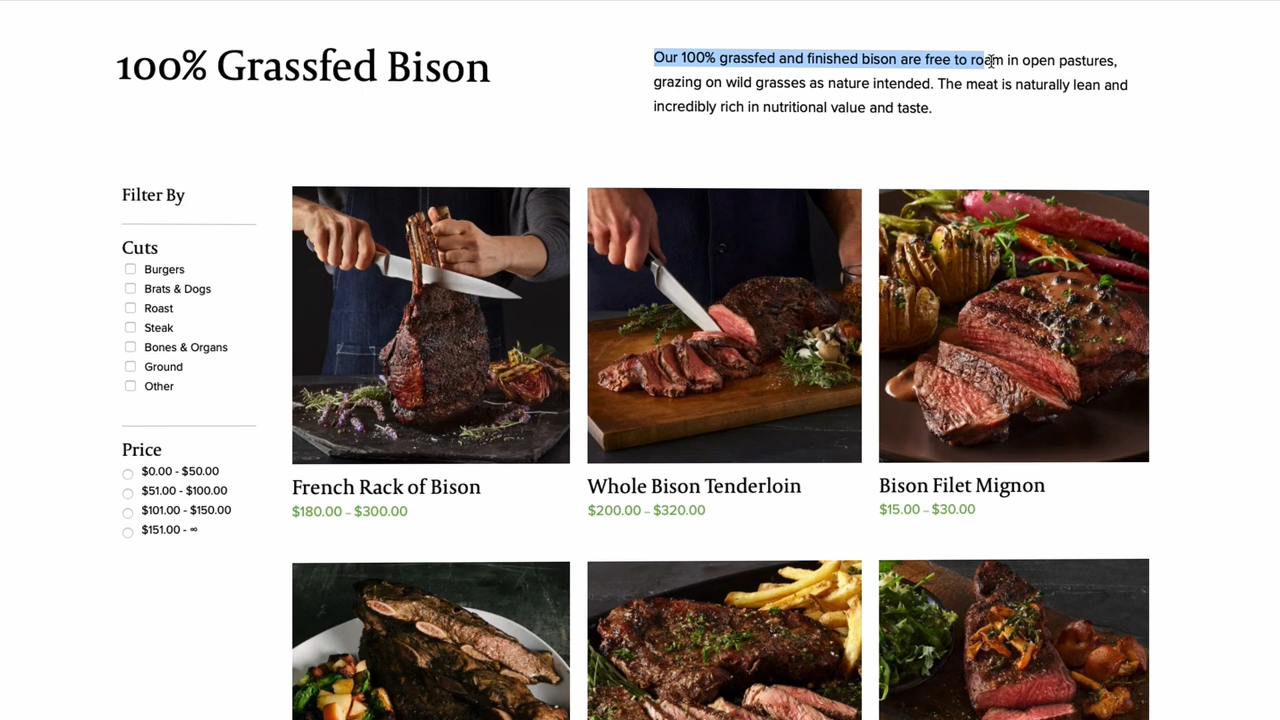 100% Grassfed Bison
Our 100% grassfed and finished bison are free to roam in open pastures,
grazing on wild grasses as nature intended. The meat is naturally lean and
incredibly rich in nutritional value and taste.
Filter By
Cuts
Burgers
Brats & Dogs
Roast
Steak
Bones & Organs
Ground
Other
Price
$0.00 - $50.00
$51.00 - $100.00
$101.00 - $150.00
$151.00 - ∞
French Rack of Bison
$180.00 – $300.00
Whole Bison Tenderloin
$200.00 – $320.00
Bison Filet Mignon
$15.00 – $30.00